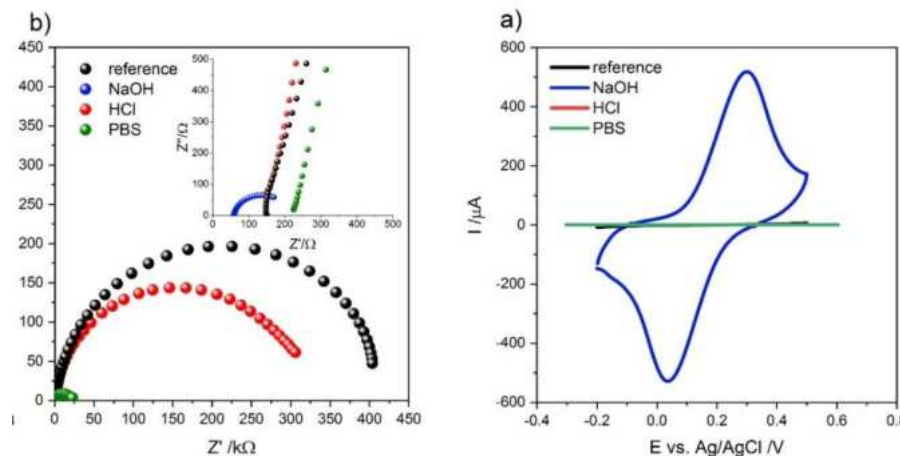 b)
450
400
350
300
250
200
150
100
50
0
0 50 100 150 200 250 300 350 400 450
Z' /kΩ
reference
NaOH
HCl
PBS
500
400
300
200
100
0
0 100 200 300 400 500
Z''/Ω
Z'/Ω
a)
600
400
200
0
-200
-400
-600
-0.4 -0.2 0.0 0.2 0.4 0.6 0.8
I /µA
E vs. Ag/AgCl /V
reference
NaOH
HCl
PBS